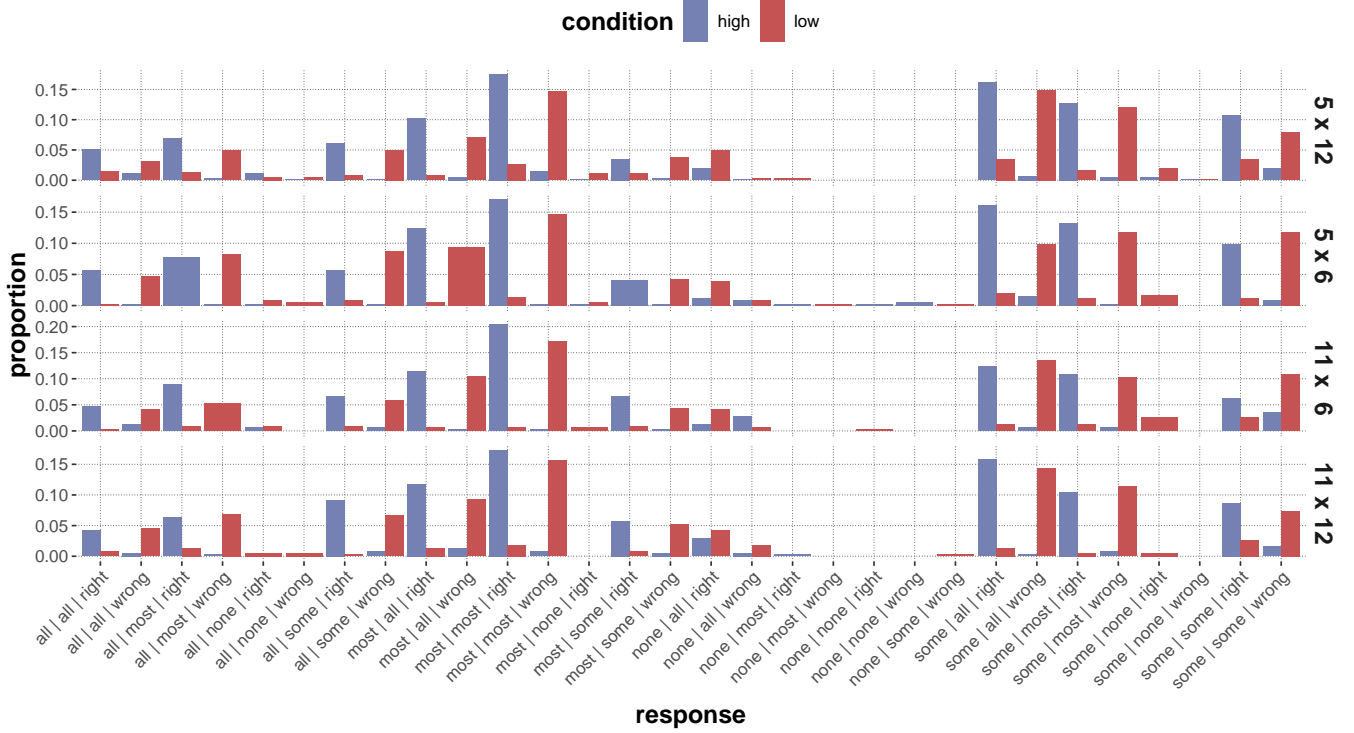 condition high low
proportion
0.15
0.10
0.05
0.00
5 x 12
0.15
0.10
0.05
0.00
5 x 6
0.20
0.15
0.10
0.05
0.00
11 x 6
0.15
0.10
0.05
0.00
11 x 12
all | all | right
all | all | wrong
all | most | right
all | most | wrong
all | none | right
all | none | wrong
all | some | right
all | some | wrong
most | all | right
most | all | wrong
most | most | right
most | most | wrong
most | none | right
most | some | right
most | some | wrong
none | all | right
none | all | wrong
none | most | right
none | most | wrong
none | none | right
none | none | wrong
none | some | wrong
some | all | right
some | all | wrong
some | most | right
some | most | wrong
some | none | right
some | none | wrong
some | some | right
some | some | wrong
response